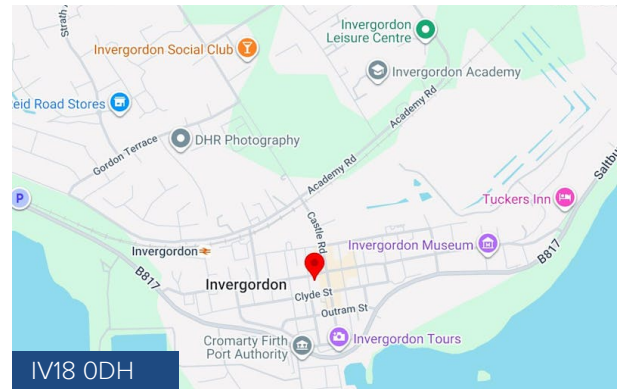 Invergordon
Leisure Centre
Strath Av
Invergordon Social Club
Invergordon Academy
Academy Rd
eid Road Stores
DHR Photography
Gordon Terrace
Academy Rd
Saltbu
Tuckers Inn
P
Castle Rd
Invergordon Museum
Invergordon
B817
B817
Invergordon
Clyde St
Outram St
Cromarty Firth
Port Authority
Invergordon Tours
IV18 0DH